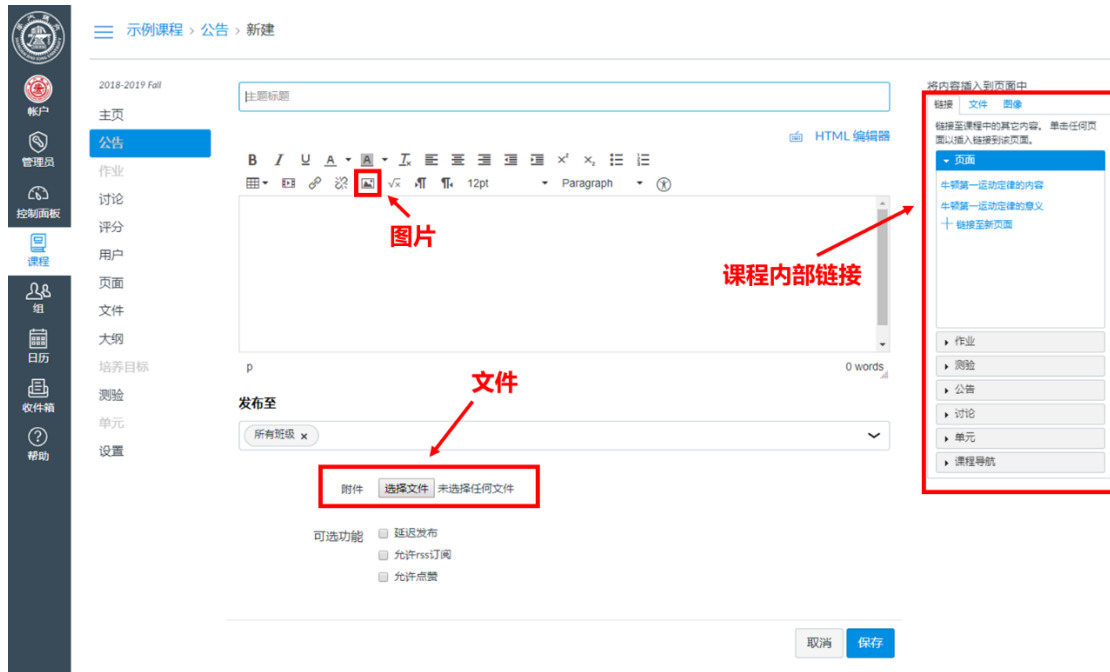 示例课程 › 公告 › 新建
帐户
管理员
控制面板
课程
组
日历
收件箱
帮助
2018-2019 Fall
主页
公告
作业
讨论
评分
用户
页面
文件
大纲
培养目标
测验
单元
设置
主题标题
HTML 编辑器
B I U A A Tx x² x₂
√x ¶ ¶ 12pt Paragraph
图片
p
0 words
文件
发布至
所有班级 x
附件 选择文件 未选择任何文件
可选功能
延迟发布
允许rss订阅
允许点赞
取消 保存
课程内部链接
将内容插入到页面中
链接 文件 图像
链接至课程中的其它内容。 单击任何页
面以插入链接到该页面。
页面
牛顿第一运动定律的内容
牛顿第一运动定律的意义
链接至新页面
作业
测验
公告
讨论
单元
课程导航